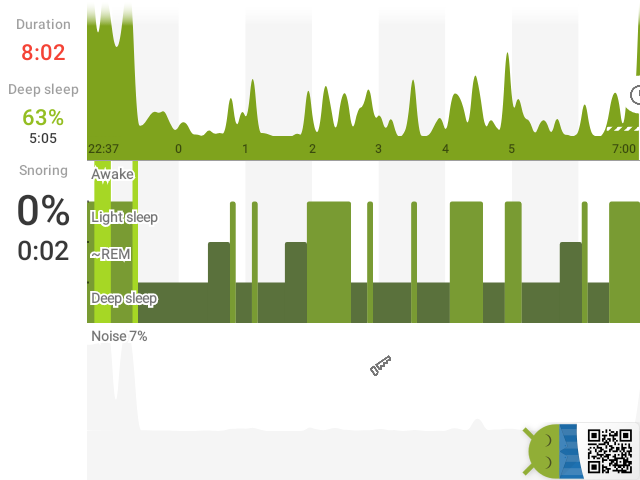 Duration
8:02
Deep sleep
63%
5:05
Snoring
0%
0:02
22:37 0 1 2 3 4 5 7:00
Awake
Light sleep
~REM
Deep sleep
Noise 7%